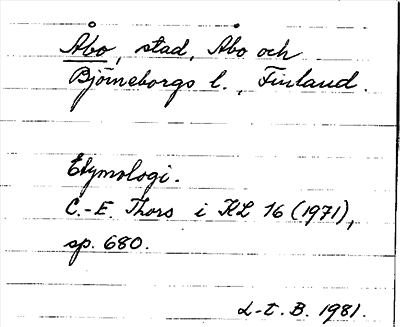 Åbo, stad, Åbo och
Björneborgs l., Finland.
Etymologi.
C.-E. Thors i KL 16 (1971),
sp. 680.
L-t. B. 1981.